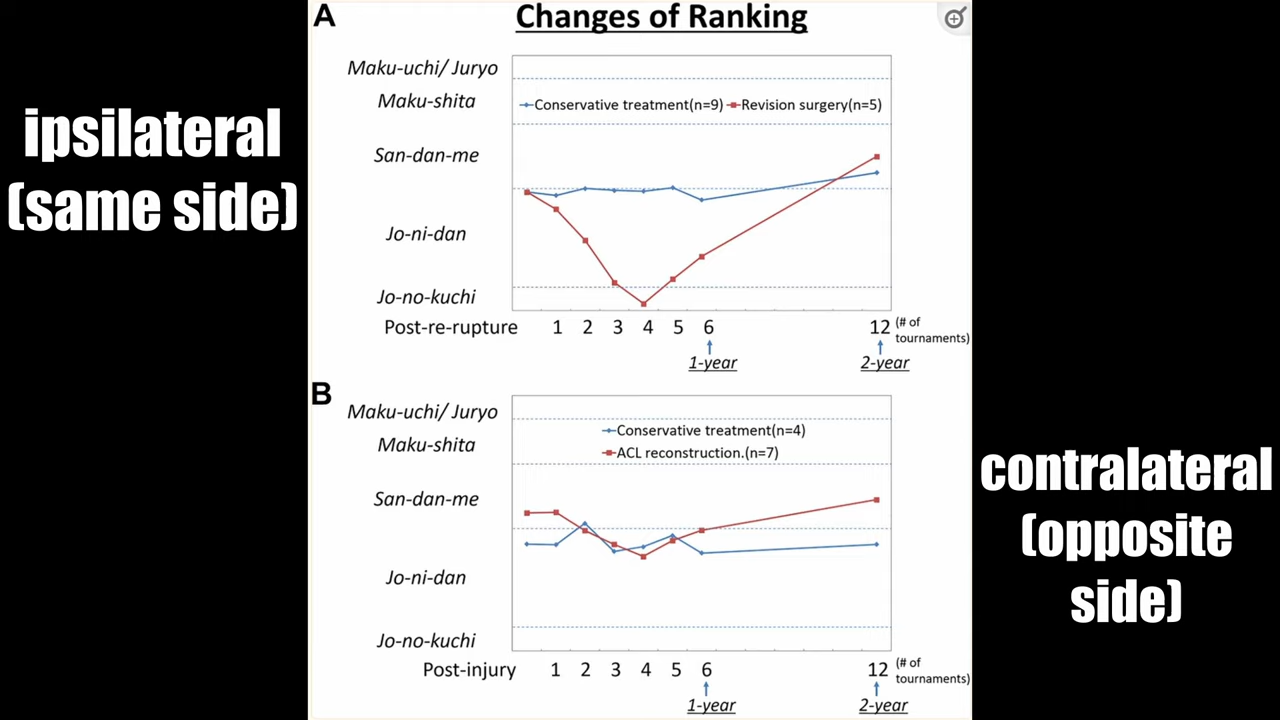 A
Changes of Ranking
ipsilateral
(same side)
Maku-uchi/ Juryo
Maku-shita
San-dan-me
Jo-ni-dan
Jo-no-kuchi
Conservative treatment(n=9)
Revision surgery(n=5)
Post-re-rupture
1 2 3 4 5 6 12
(# of
tournaments)
1-year
2-year
B
Maku-uchi/ Juryo
Maku-shita
San-dan-me
Jo-ni-dan
Jo-no-kuchi
Conservative treatment(n=4)
ACL reconstruction.(n=7)
Post-injury
1 2 3 4 5 6 12
(# of
tournaments)
1-year
2-year
contralateral
(opposite
side)